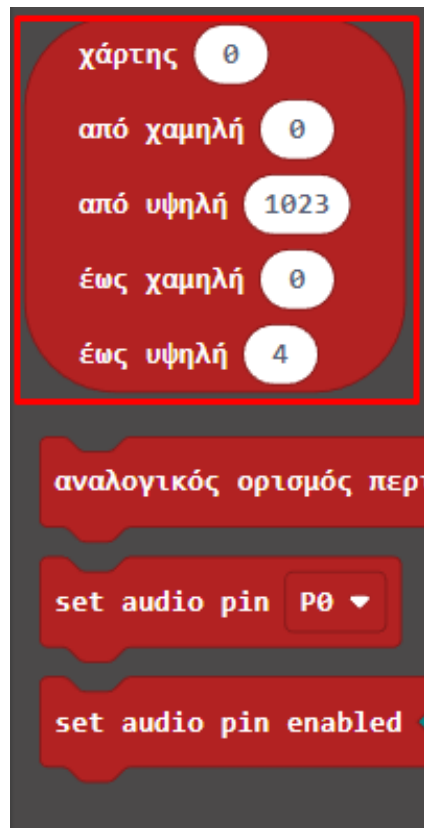 χάρτης 0
από χαμηλή 0
από υψηλή 1023
έως χαμηλή 0
έως υψηλή 4
αναλογικός ορισμός
set audio pin P0
set audio pin enabled